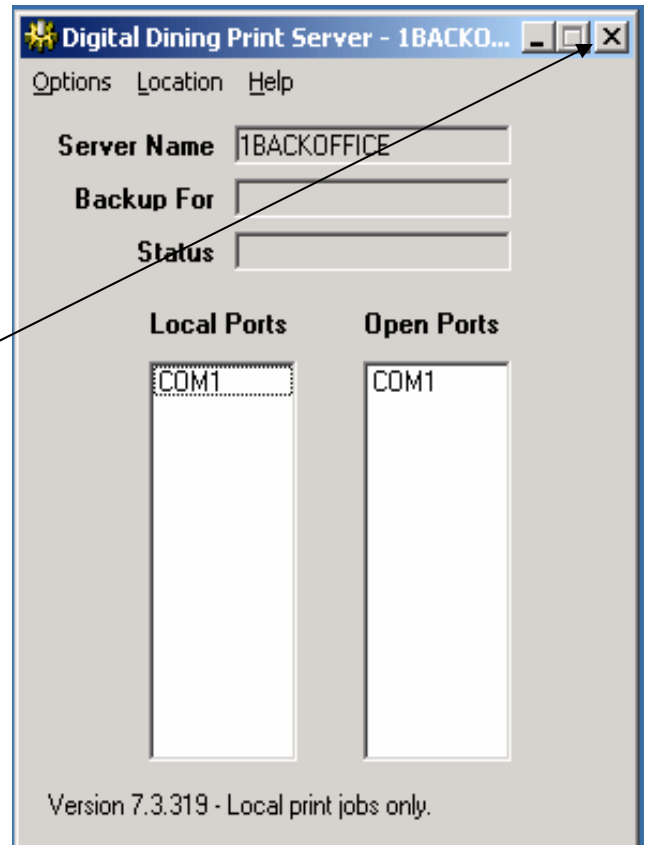 Digital Dining Print Server - 1BACKO...
Options Location Help
Server Name 1BACKOFFICE
Backup For
Status
Local Ports Open Ports
COM1 COM1
Version 7.3.319 - Local print jobs only.